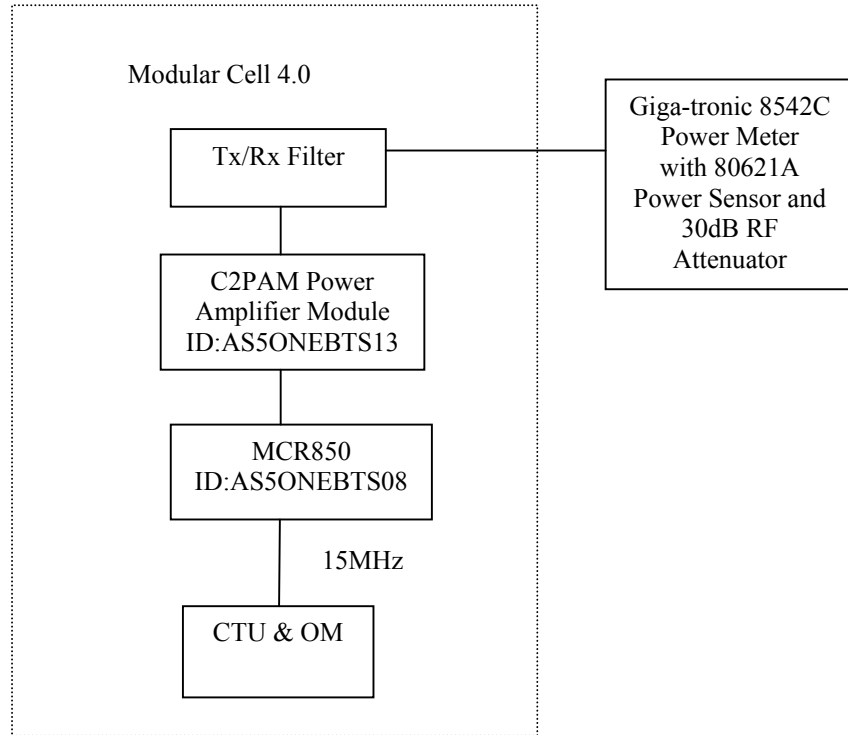 Modular Cell 4.0
Tx/Rx Filter
Giga-tronic 8542C
Power Meter
with 80621A
Power Sensor and
30dB RF
Attenuator
C2PAM Power
Amplifier Module
ID:AS5ONEBTS13
MCR850
ID:AS5ONEBTS08
15MHz
CTU & OM